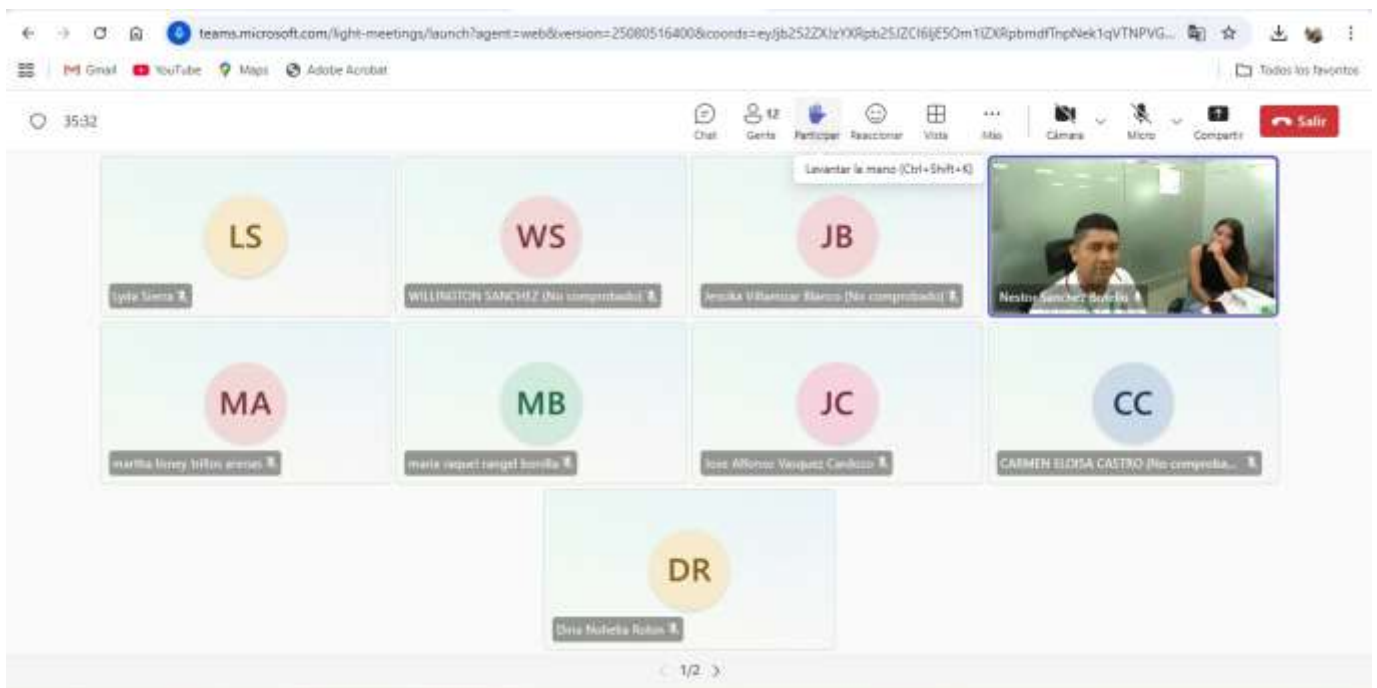 teams.microsoft.com/light-meetings/launch?agent=web&version=25080516400&coords=
Gmail YouTube Maps Adobe Acrobat Todos los favoritos
35:32
12
Chat Gente Participar Reaccionar Vista Más Cámara Micro Compartir Salir
Levantar la mano (Ctrl+Shift+K)
LS WS JB
Lyda Sierra WILLINGTON SANCHEZ (No comprobado) Jessika Villamizar Blanco (No comprobado) Nestor Sanchez
MA MB JC CC
martha trillos arenas maria raquel rangel bonilla Jose Alfonso Vasquez Cardozo CARMEN ELOISA CASTRO (No comproba...
DR
Nohelia
1/2